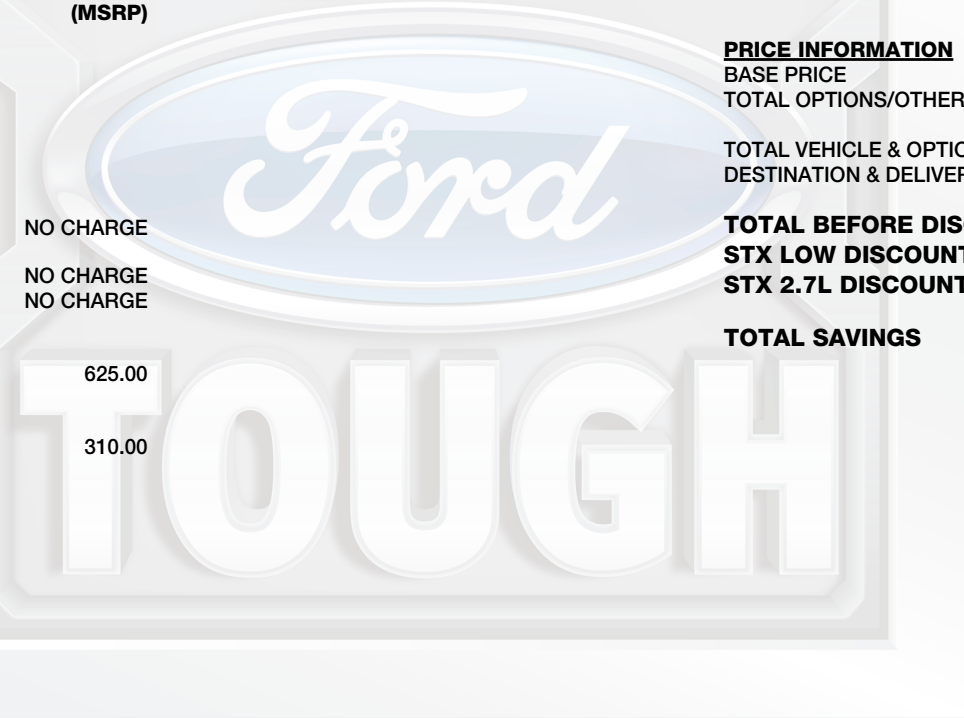 (MSRP)
NO CHARGE
NO CHARGE
NO CHARGE
625.00
310.00
PRICE INFORMATION
BASE PRICE
TOTAL OPTIONS/OTHER
TOTAL VEHICLE & OPTIO
DESTINATION & DELIVER
TOTAL BEFORE DIS
STX LOW DISCOUNT
STX 2.7L DISCOUNT
TOTAL SAVINGS
Ford
TOUGH